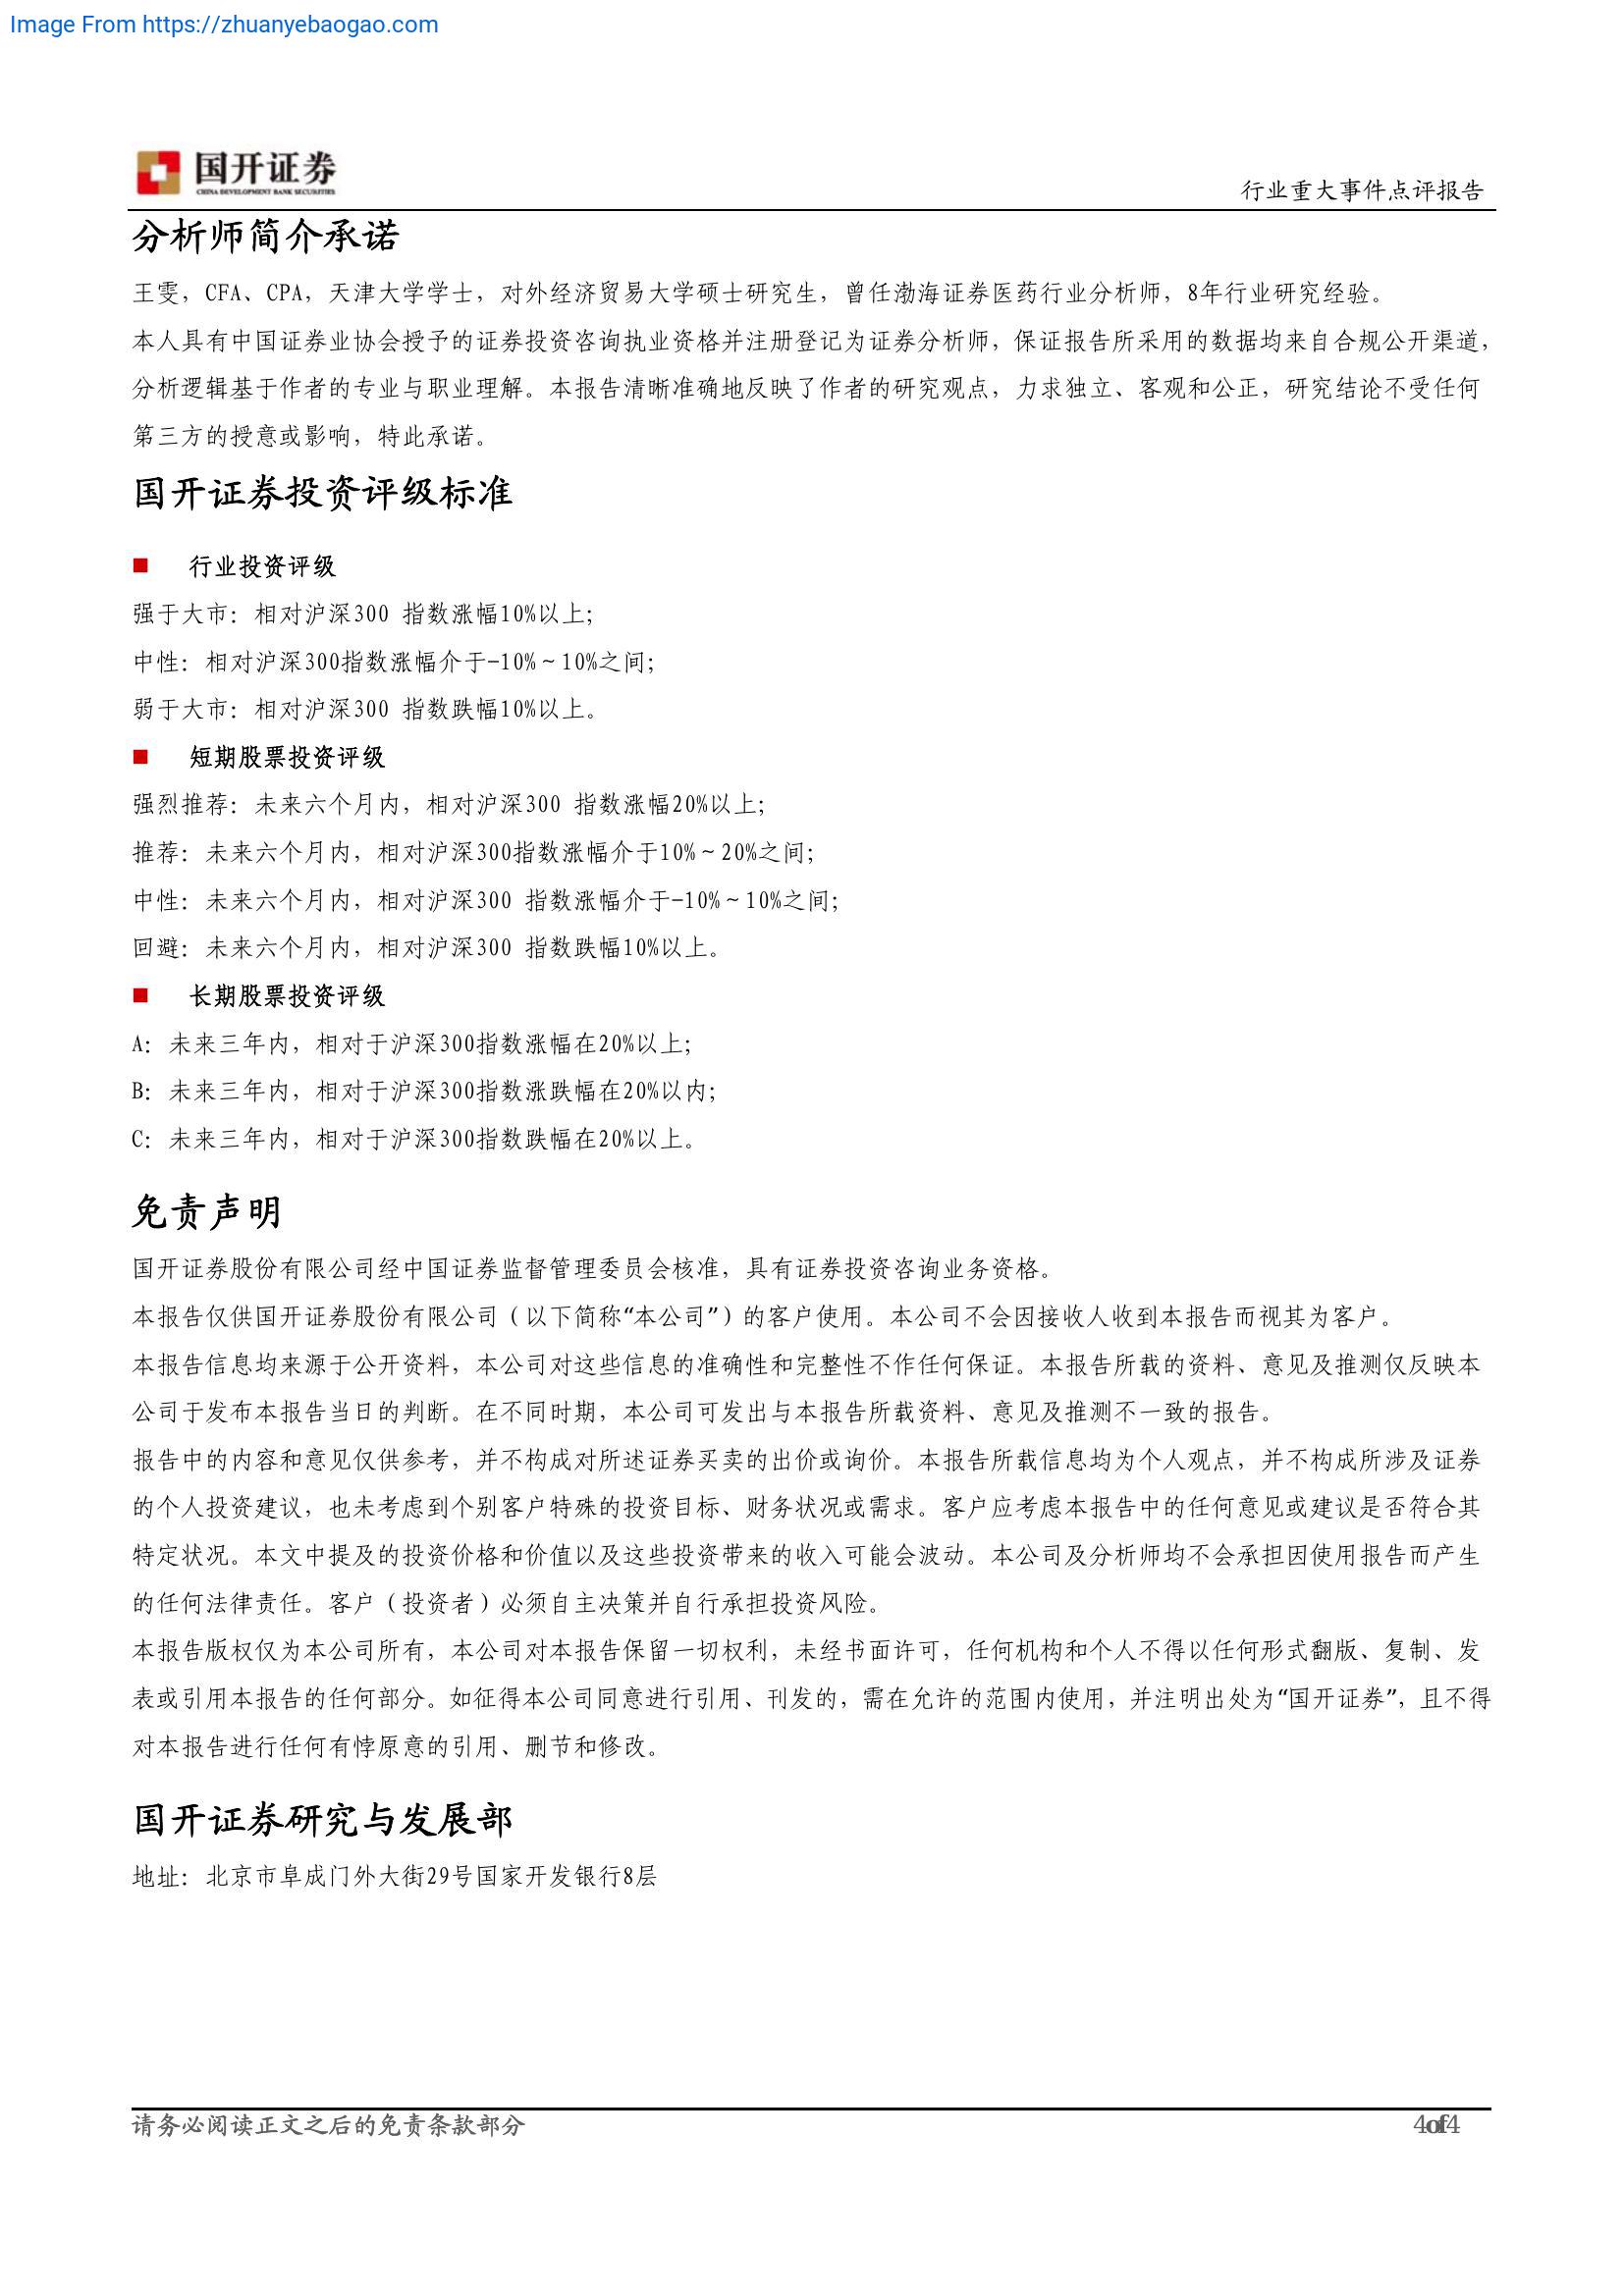 Image From https://zhuanyebaogao.com
国开证券
CHINA DEVELOPMENT BANK SECURITIES
行业重大事件点评报告
分析师简介承诺
王雯，CFA、CPA，天津大学学士，对外经济贸易大学硕士研究生，曾任渤海证券医药行业分析师，8年行业研究经验。
本人具有中国证券业协会授予的证券投资咨询执业资格并注册登记为证券分析师，保证报告所采用的数据均来自合规公开渠道，
分析逻辑基于作者的专业与职业理解。本报告清晰准确地反映了作者的研究观点，力求独立、客观和公正，研究结论不受任何
第三方的授意或影响，特此承诺。
国开证券投资评级标准
■ 行业投资评级
强于大市：相对沪深300 指数涨幅10%以上；
中性：相对沪深300指数涨幅介于-10%～10%之间；
弱于大市：相对沪深300 指数跌幅10%以上。
■ 短期股票投资评级
强烈推荐：未来六个月内，相对沪深300 指数涨幅20%以上；
推荐：未来六个月内，相对沪深300指数涨幅介于10%～20%之间；
中性：未来六个月内，相对沪深300 指数涨幅介于-10%～10%之间；
回避：未来六个月内，相对沪深300 指数跌幅10%以上。
■ 长期股票投资评级
A：未来三年内，相对于沪深300指数涨幅在20%以上；
B：未来三年内，相对于沪深300指数涨跌幅在20%以内；
C：未来三年内，相对于沪深300指数跌幅在20%以上。
免责声明
国开证券股份有限公司经中国证券监督管理委员会核准，具有证券投资咨询业务资格。
本报告仅供国开证券股份有限公司（以下简称“本公司”）的客户使用。本公司不会因接收人收到本报告而视其为客户。
本报告信息均来源于公开资料，本公司对这些信息的准确性和完整性不作任何保证。本报告所载的资料、意见及推测仅反映本
公司于发布本报告当日的判断。在不同时期，本公司可发出与本报告所载资料、意见及推测不一致的报告。
报告中的内容和意见仅供参考，并不构成对所述证券买卖的出价或询价。本报告所载信息均为个人观点，并不构成所涉及证券
的个人投资建议，也未考虑到个别客户特殊的投资目标、财务状况或需求。客户应考虑本报告中的任何意见或建议是否符合其
特定状况。本文中提及的投资价格和价值以及这些投资带来的收入可能会波动。本公司及分析师均不会承担因使用报告而产生
的任何法律责任。客户（投资者）必须自主决策并自行承担投资风险。
本报告版权仅为本公司所有，本公司对本报告保留一切权利，未经书面许可，任何机构和个人不得以任何形式翻版、复制、发
表或引用本报告的任何部分。如征得本公司同意进行引用、刊发的，需在允许的范围内使用，并注明出处为“国开证券”，且不得
对本报告进行任何有悖原意的引用、删节和修改。
国开证券研究与发展部
地址：北京市阜成门外大街29号国家开发银行8层
请务必阅读正文之后的免责条款部分
4of4